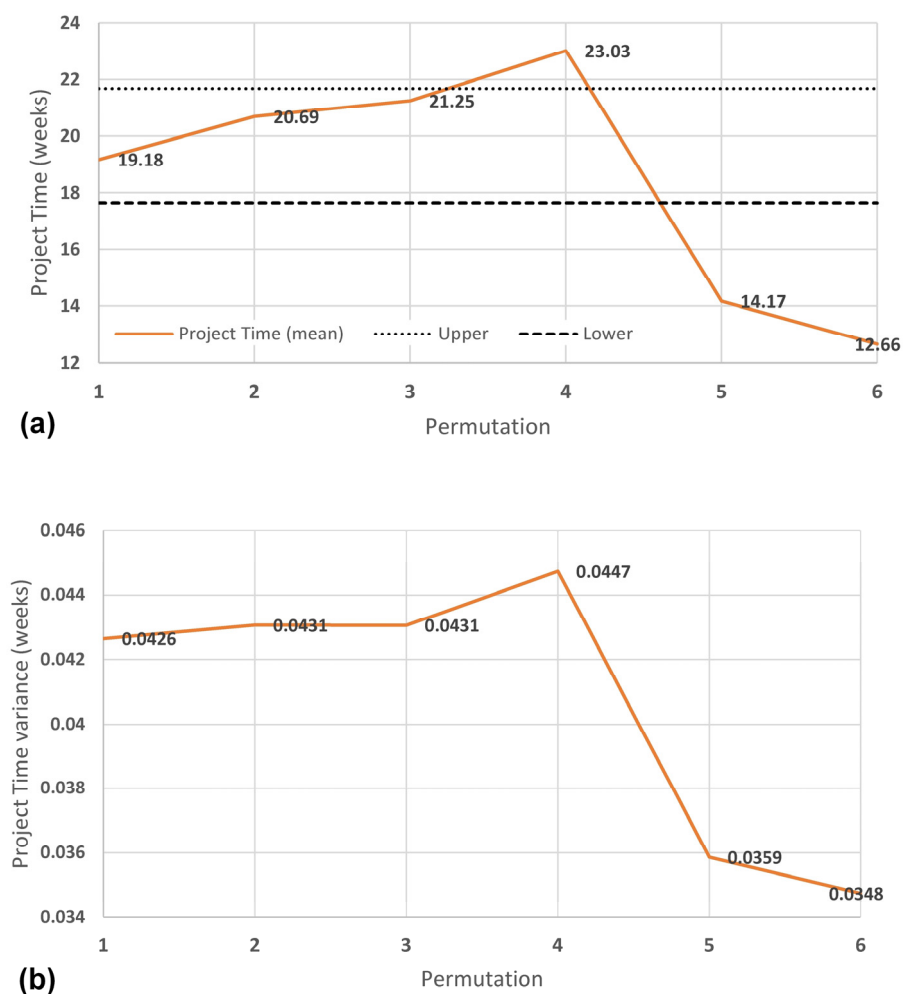 24
22
20
18
16
14
12
Project Time (weeks)
19.18
20.69
21.25
23.03
14.17
12.66
Project Time (mean)
Upper
Lower
1 2 3 4 5 6
Permutation
(a)
0.046
0.044
0.042
0.04
0.038
0.036
0.034
Project Time variance (weeks)
0.0426
0.0431
0.0431
0.0447
0.0359
0.0348
1 2 3 4 5 6
Permutation
(b)